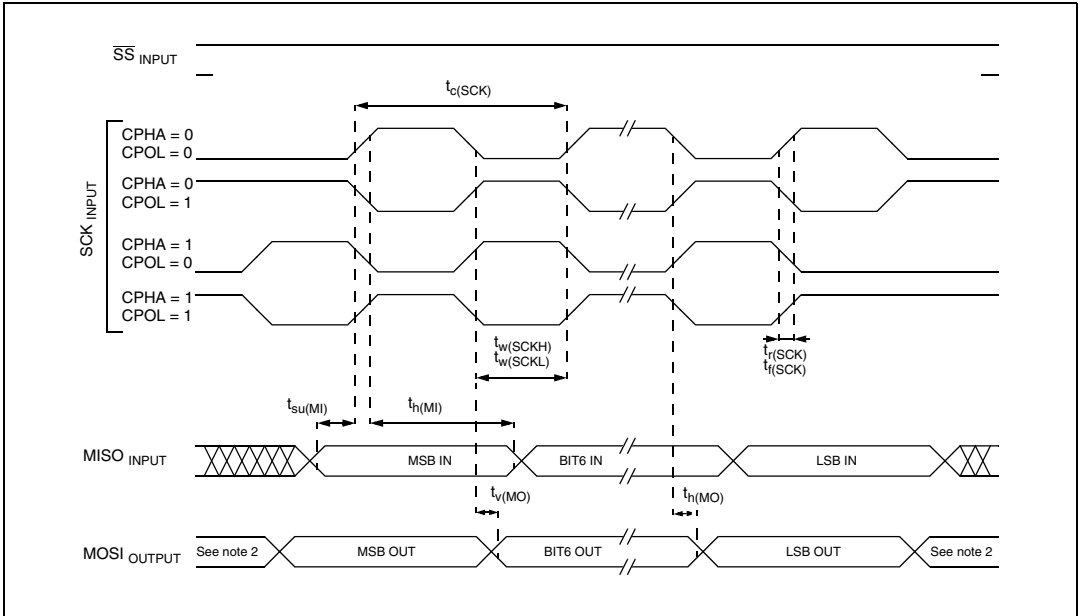 SS INPUT
tc(SCK)
SCK INPUT
CPHA = 0
CPOL = 0
CPHA = 0
CPOL = 1
CPHA = 1
CPOL = 0
CPHA = 1
CPOL = 1
tw(SCKH)
tw(SCKL)
tr(SCK)
tf(SCK)
tsu(MI)
th(MI)
MISO INPUT
MSB IN
BIT6 IN
LSB IN
tv(MO)
th(MO)
MOSI OUTPUT
See note 2
MSB OUT
BIT6 OUT
LSB OUT
See note 2